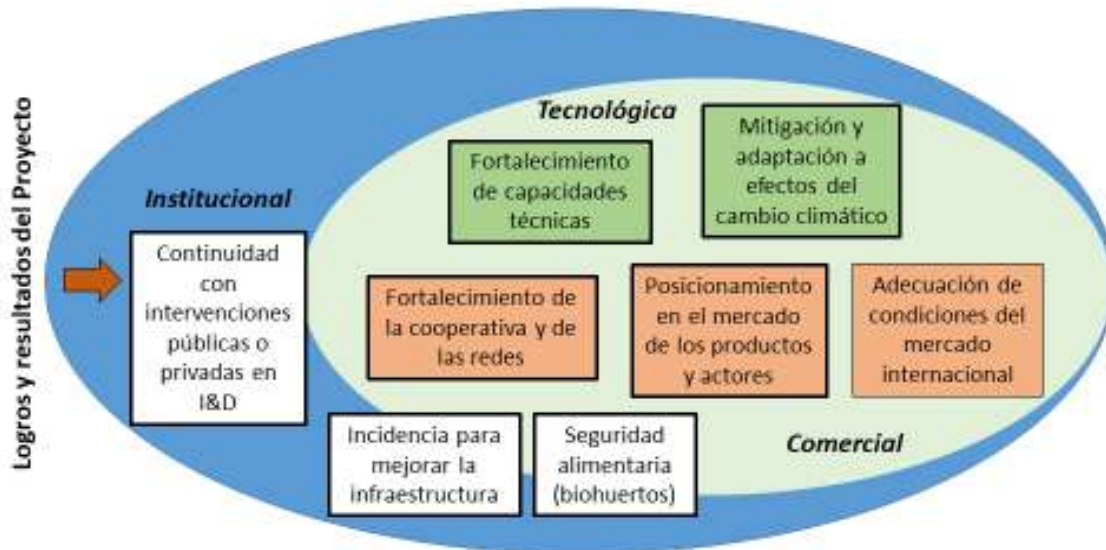 Logros y resultados del Proyecto
Institucional
Continuidad
con
intervenciones
públicas o
privadas en
I&D
Tecnológica
Fortalecimiento
de capacidades
técnicas
Mitigación y
adaptación a
efectos del
cambio climático
Fortalecimiento de
la cooperativa y de
las redes
Posicionamiento
en el mercado
de los productos
y actores
Adecuación de
condiciones del
mercado
internacional
Incidencia para
mejorar la
infraestructura
Seguridad
alimentaria
(biohuertos)
Comercial